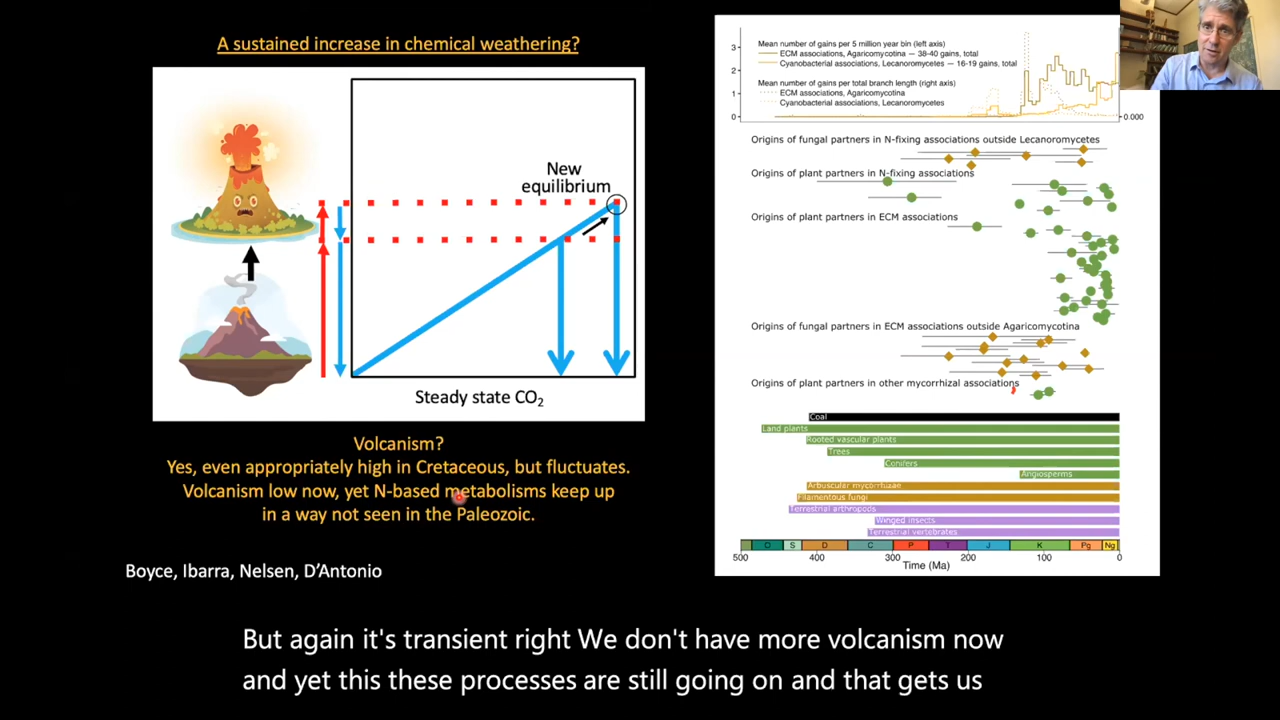 A sustained increase in chemical weathering?
New
equilibrium
Steady state CO₂
Volcanism?
Yes, even appropriately high in Cretaceous, but fluctuates.
Volcanism low now, yet N-based metabolisms keep up
in a way not seen in the Paleozoic.
Boyce, Ibarra, Nelsen, D’Antonio
Mean number of gains per 5 million year bin (left axis)
ECM associations, Agaricomycotina — 38-40 gains, total
Cyanobacterial associations, Lecanoromycetes — 16-19 gains, total
Mean number of gains per total branch length (right axis)
ECM associations, Agaricomycotina
Cyanobacterial associations, Lecanoromycetes
3
2
1
0
0.000
Origins of fungal partners in N-fixing associations outside Lecanoromycetes
Origins of plant partners in N-fixing associations
Origins of plant partners in ECM associations
Origins of fungal partners in ECM associations outside Agaricomycotina
Origins of plant partners in other mycorrhizal associations
Coal
Land plants
Rooted vascular plants
Trees
Conifers
Angiosperms
Arbuscular mycorrhizae
Filamentous fungi
Terrestrial arthropods
Winged insects
Terrestrial vertebrates
O S D C P T J K Pg Ng
500 400 300 200 100 0
Time (Ma)
But again it's transient right We don't have more volcanism now
and yet this these processes are still going on and that gets us